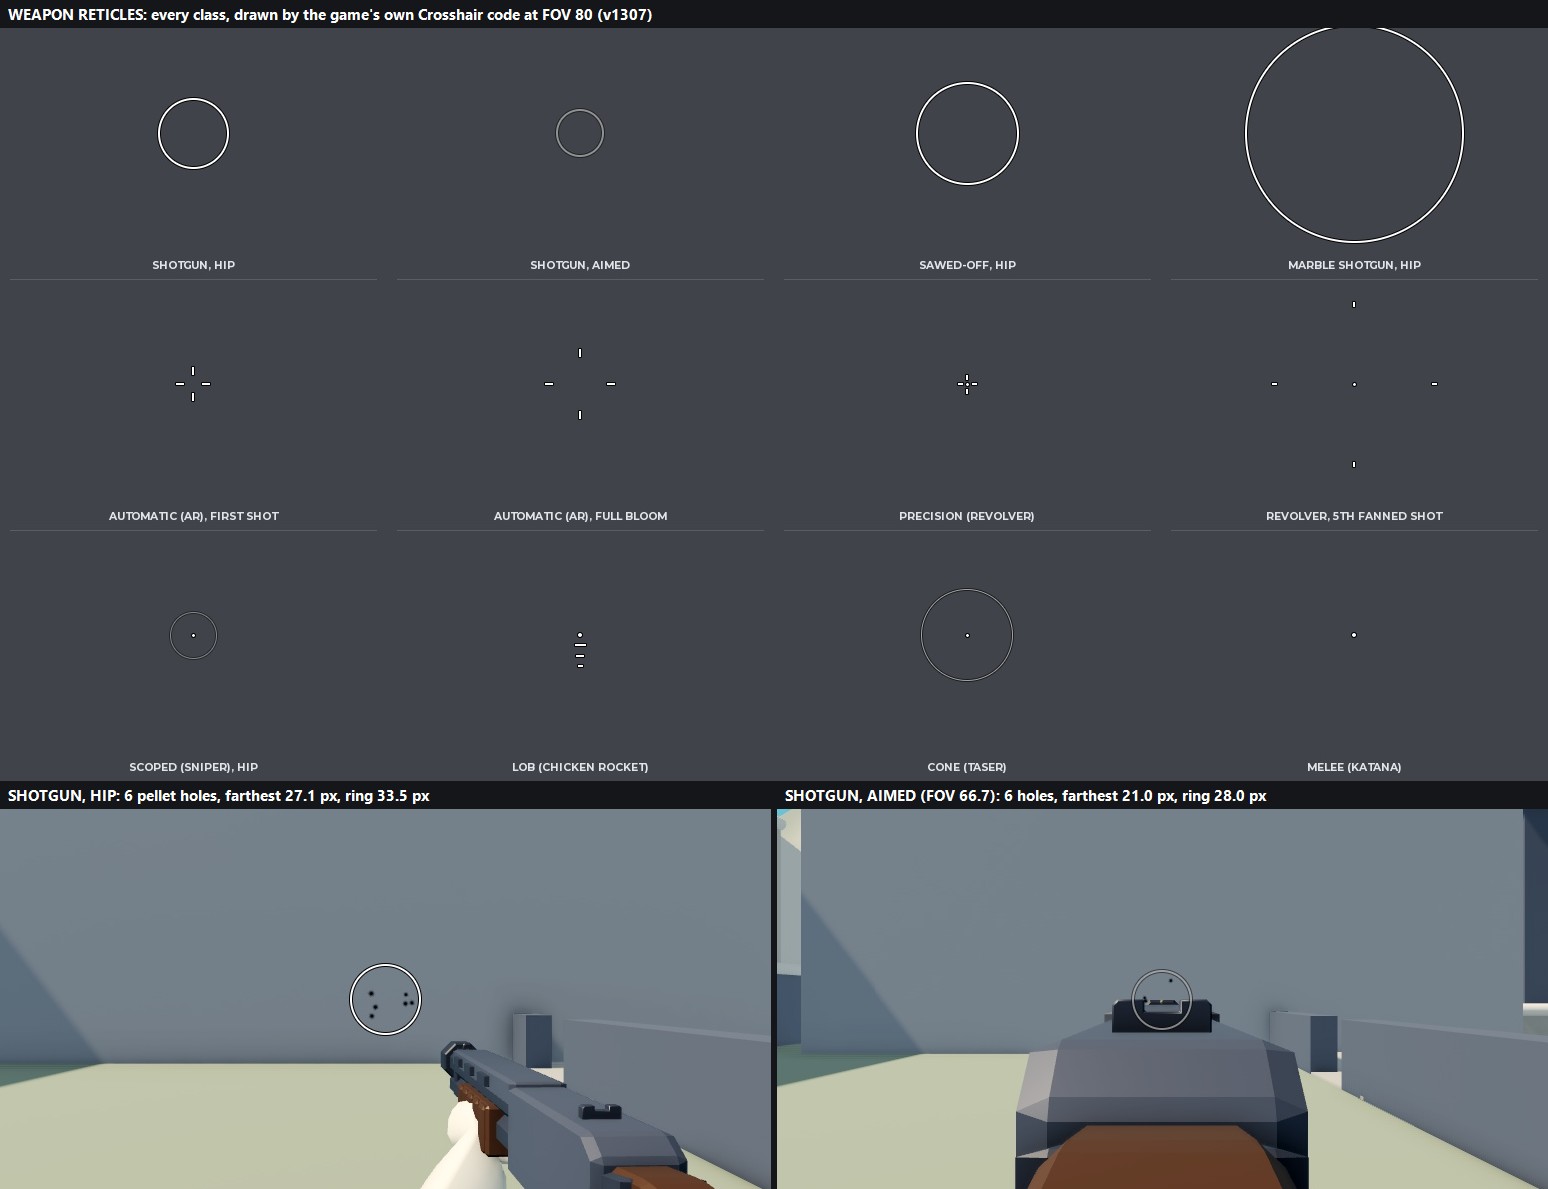 WEAPON RETICLES: every class, drawn by the game's own Crosshair code at FOV 80 (v1307)
SHOTGUN, HIP
SHOTGUN, AIMED
SAWED-OFF, HIP
MARBLE SHOTGUN, HIP
AUTOMATIC (AR), FIRST SHOT
AUTOMATIC (AR), FULL BLOOM
PRECISION (REVOLVER)
REVOLVER, 5TH FANNED SHOT
SCOPED (SNIPER), HIP
LOB (CHICKEN ROCKET)
CONE (TASER)
MELEE (KATANA)
SHOTGUN, HIP: 6 pellet holes, farthest 27.1 px, ring 33.5 px
SHOTGUN, AIMED (FOV 66.7): 6 holes, farthest 21.0 px, ring 28.0 px